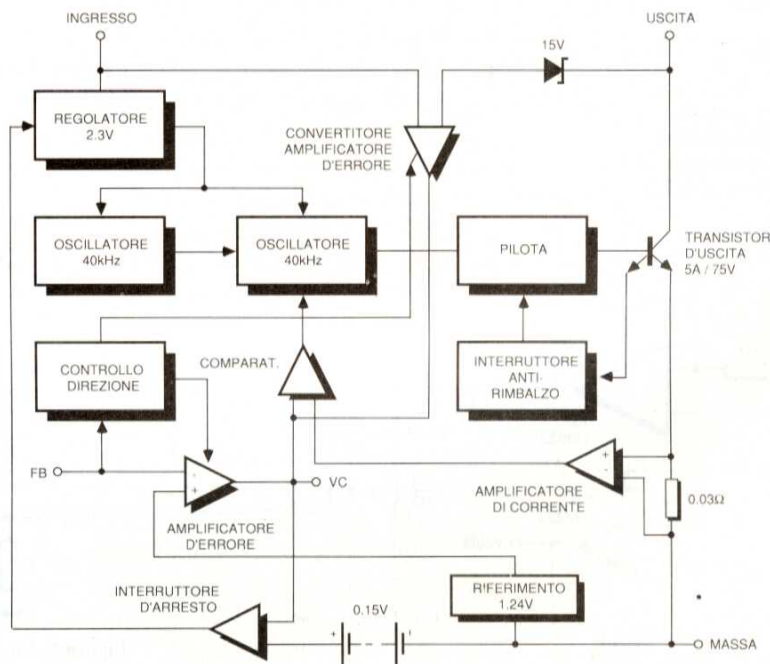 INGRESSO
USCITA
15V
REGOLATORE
2.3V
CONVERTITORE
AMPLIFICATORE
D'ERRORE
OSCILLATORE
40kHz
OSCILLATORE
40kHz
PILOTA
TRANSISTOR
D'USCITA
5A / 75V
CONTROLLO
DIREZIONE
COMPARAT.
INTERRUTTORE
ANTI-
RIMBALZO
FB
-
+
VC
+
-
AMPLIFICATORE
DI CORRENTE
0.03Ω
AMPLIFICATORE
D'ERRORE
INTERRUTTORE
D'ARRESTO
0.15V
+
+
RIFERIMENTO
1.24V
MASSA